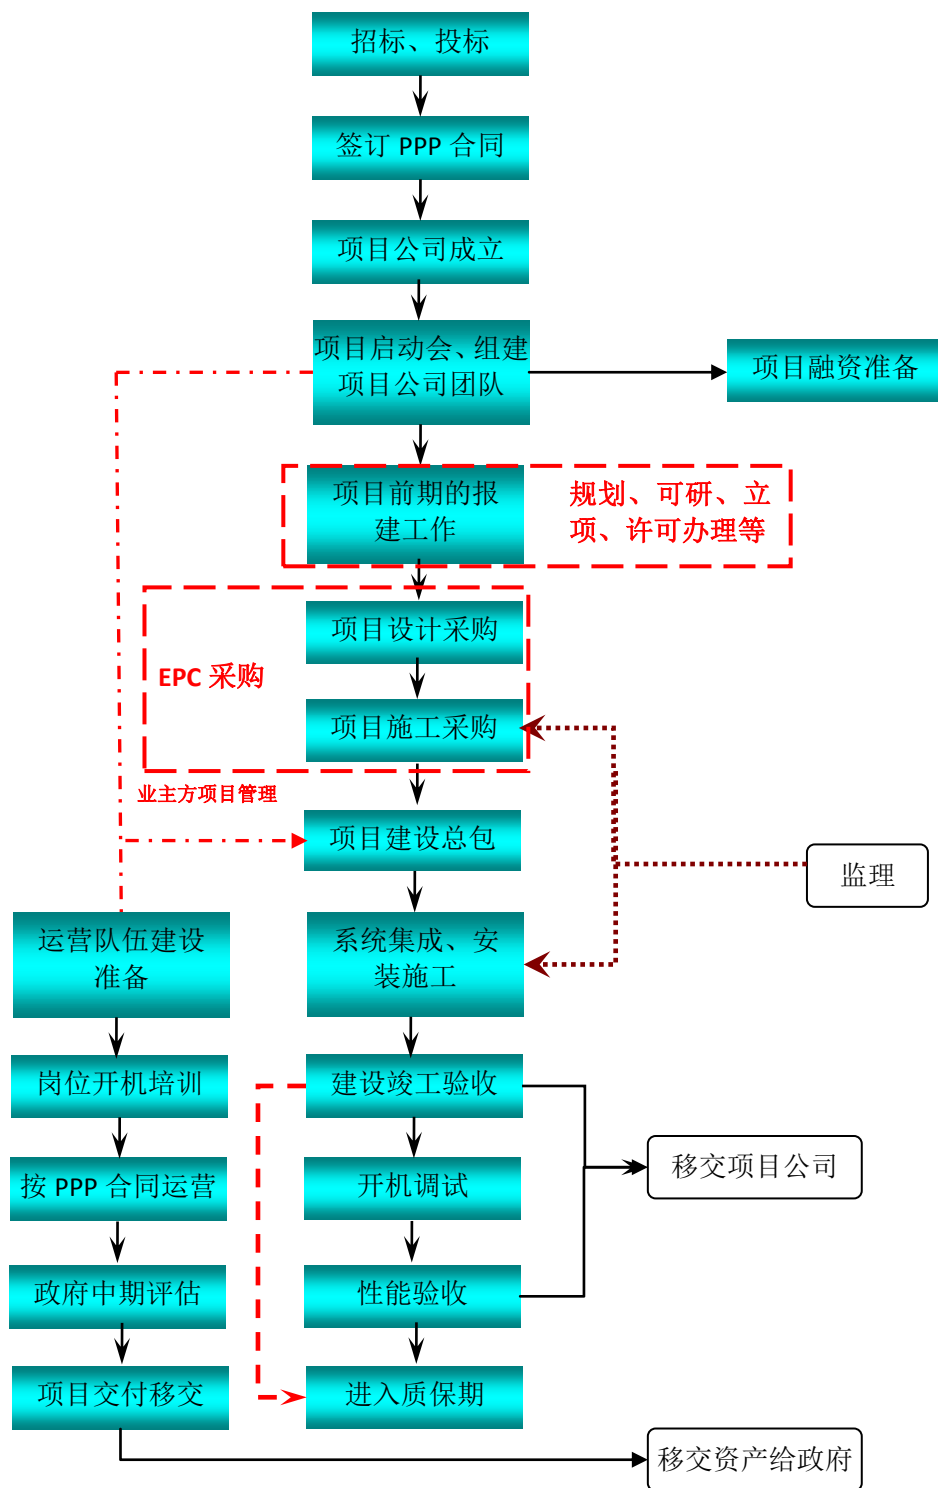 招标、投标
签订 PPP 合同
项目公司成立
项目启动会、组建
项目公司团队
项目融资准备
项目前期的报
建工作
规划、可研、立
项、许可办理等
项目设计采购
EPC 采购
项目施工采购
业主方项目管理
项目建设总包
监理
运营队伍建设
准备
系统集成、安
装施工
岗位开机培训
建设竣工验收
移交项目公司
按 PPP 合同运营
开机调试
政府中期评估
性能验收
项目交付移交
进入质保期
移交资产给政府